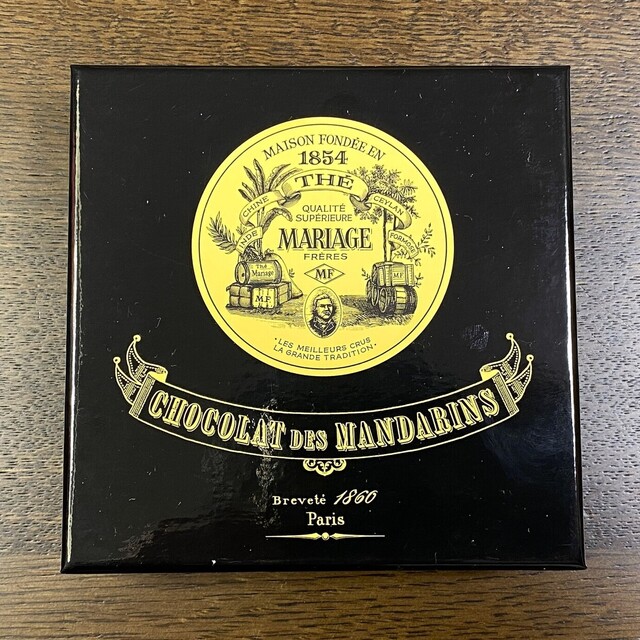 MAISON FONDÉE EN
1854
THÉ
CHINE
CEYLAN
INDE
FORMOSE
QUALITÉ
SUPÉRIEURE
MARIAGE
FRÈRES
MF
Thé
Mariage
M.F.
M.F.
•LES MEILLEURS CRUS
LA GRANDE TRADITION•
CHOCOLAT DES MANDARINS
Breveté 1860
Paris